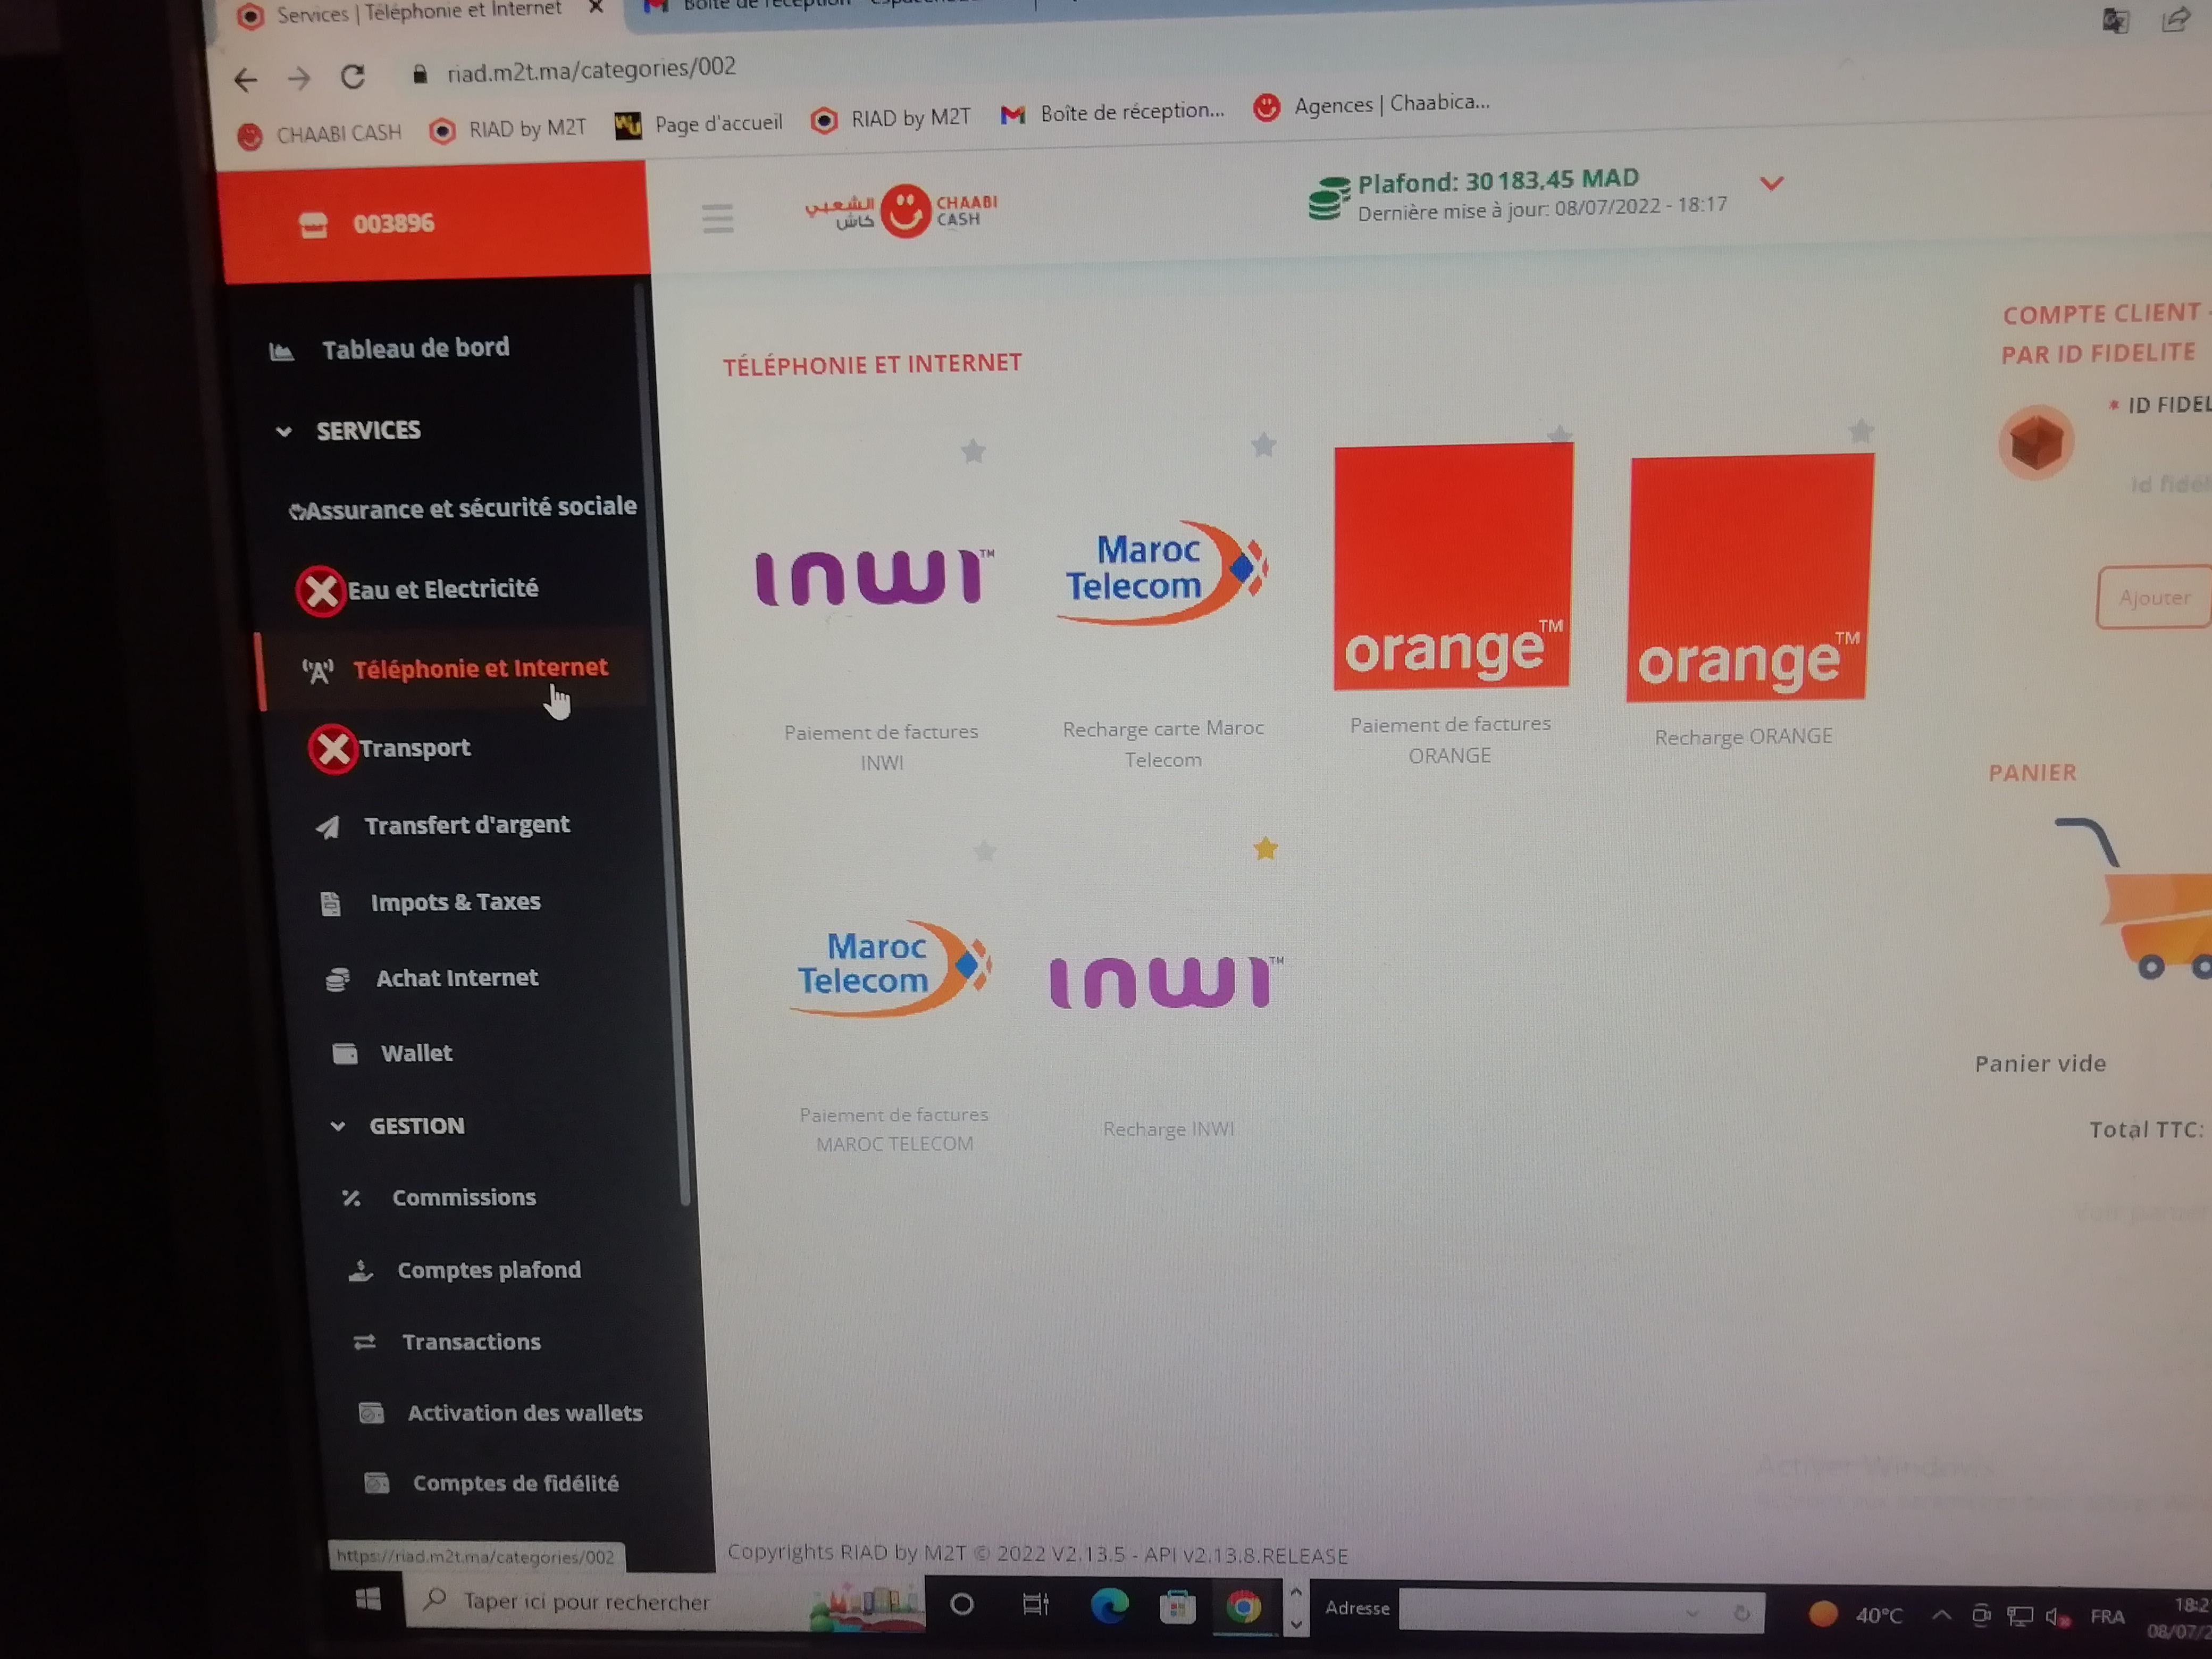 Services | Téléphonie et Internet
riad.m2t.ma/categories/002
CHAABI CASH
RIAD by M2T
Page d'accueil
RIAD by M2T
Boîte de réception...
Agences | Chaabica...
003896
الشعبي
كاش
CHAABI
CASH
Plafond: 30 183,45 MAD
Dernière mise à jour: 08/07/2022 - 18:17
Tableau de bord
SERVICES
Assurance et sécurité sociale
Eau et Electricité
Téléphonie et Internet
Transport
Transfert d'argent
Impots & Taxes
Achat Internet
Wallet
GESTION
Commissions
Comptes plafond
Transactions
Activation des wallets
Comptes de fidélité
TÉLÉPHONIE ET INTERNET
inwi™
Paiement de factures
INWI
Maroc
Telecom
Recharge carte Maroc
Telecom
orange™
Paiement de factures
ORANGE
orange™
Recharge ORANGE
Maroc
Telecom
Paiement de factures
MAROC TELECOM
inwi™
Recharge INWI
COMPTE CLIENT -
PAR ID FIDELITE
* ID FIDEL
Id fidéli
Ajouter
PANIER
Panier vide
Total TTC:
Voir panier
Activer Windows
https://riad.m2t.ma/categories/002
Copyrights RIAD by M2T © 2022 V2.13.5 - API v2.13.8.RELEASE
Taper ici pour rechercher
Adresse
40°C
FRA
18:2
08/07/2